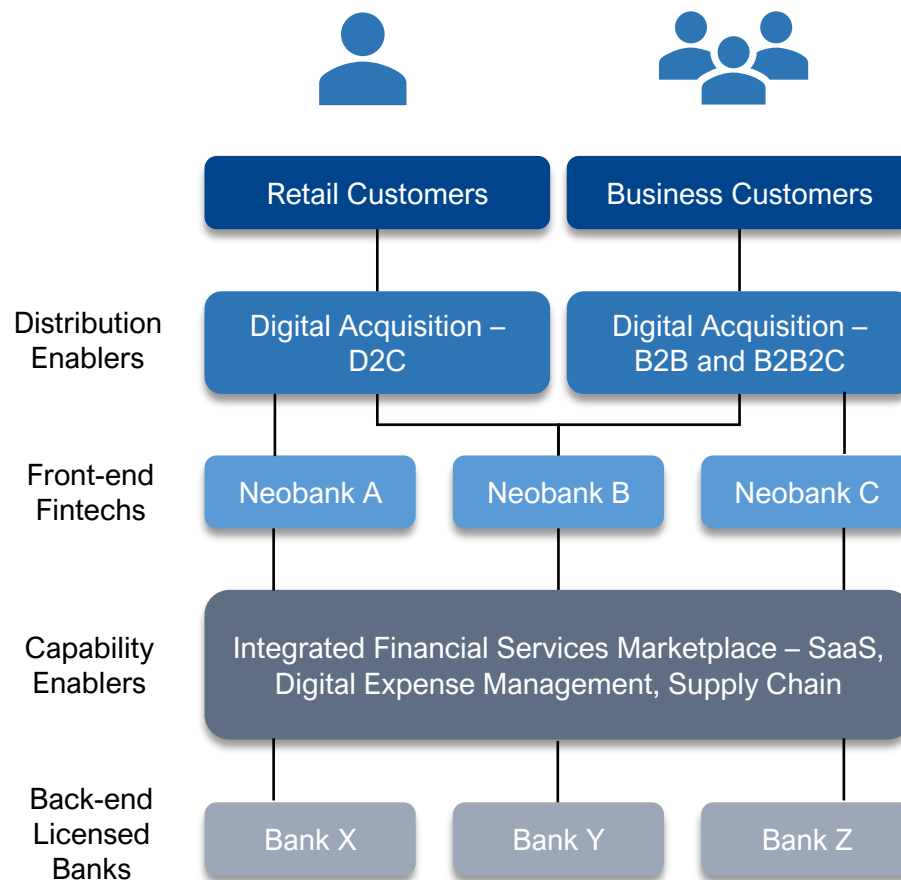 Retail Customers
Business Customers
Distribution
Enablers
Digital Acquisition –
D2C
Digital Acquisition –
B2B and B2B2C
Front-end
Fintechs
Neobank A
Neobank B
Neobank C
Capability
Enablers
Integrated Financial Services Marketplace – SaaS,
Digital Expense Management, Supply Chain
Back-end
Licensed
Banks
Bank X
Bank Y
Bank Z